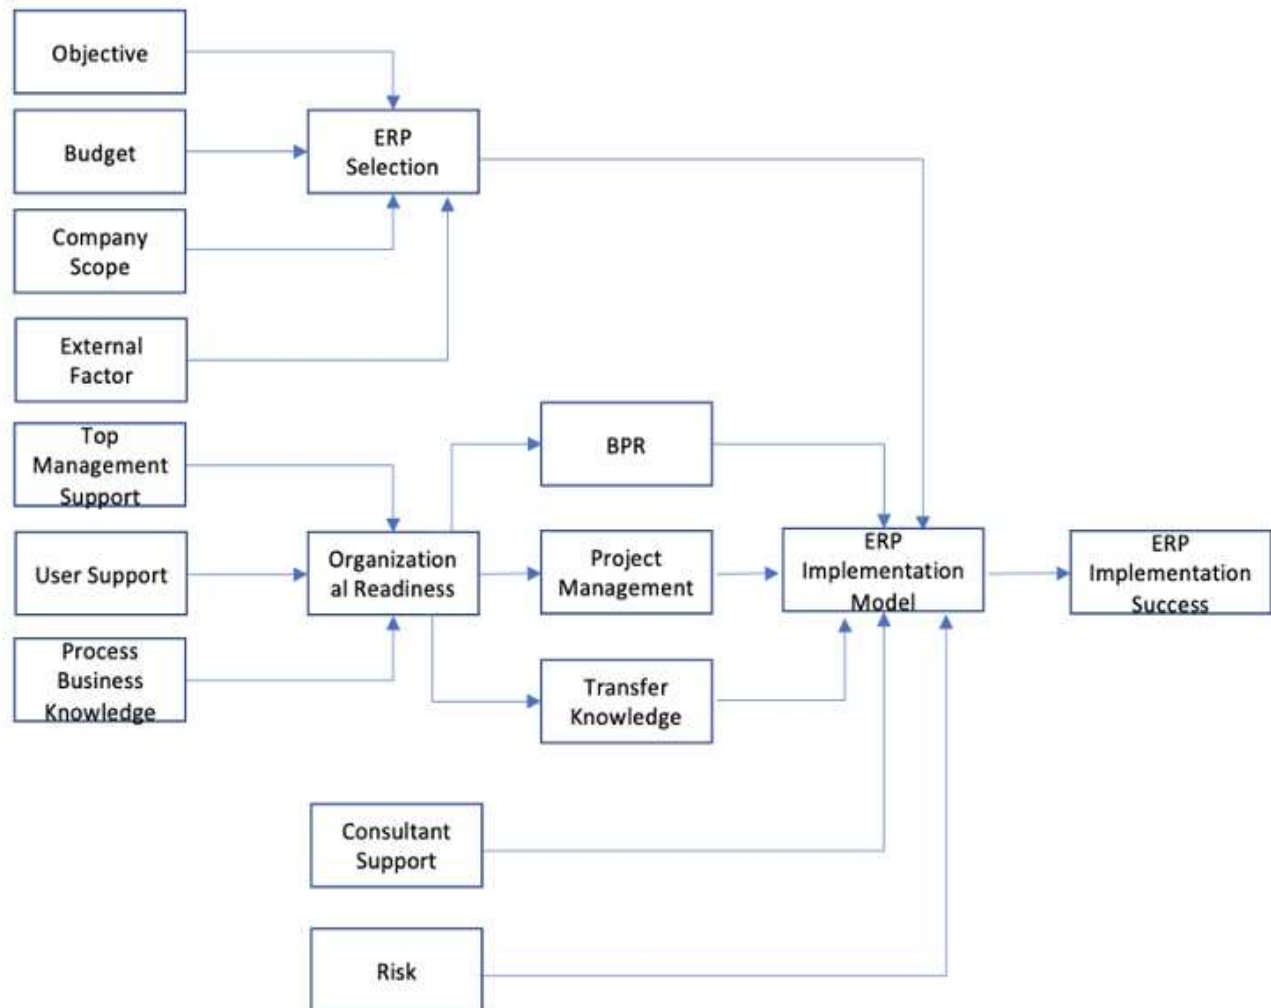 Objective
Budget
ERP
Selection
Company
Scope
External
Factor
Top
Management
Support
BPR
User Support
Organization
al Readiness
Project
Management
ERP
Implementation
Model
ERP
Implementation
Success
Process
Business
Knowledge
Transfer
Knowledge
Consultant
Support
Risk